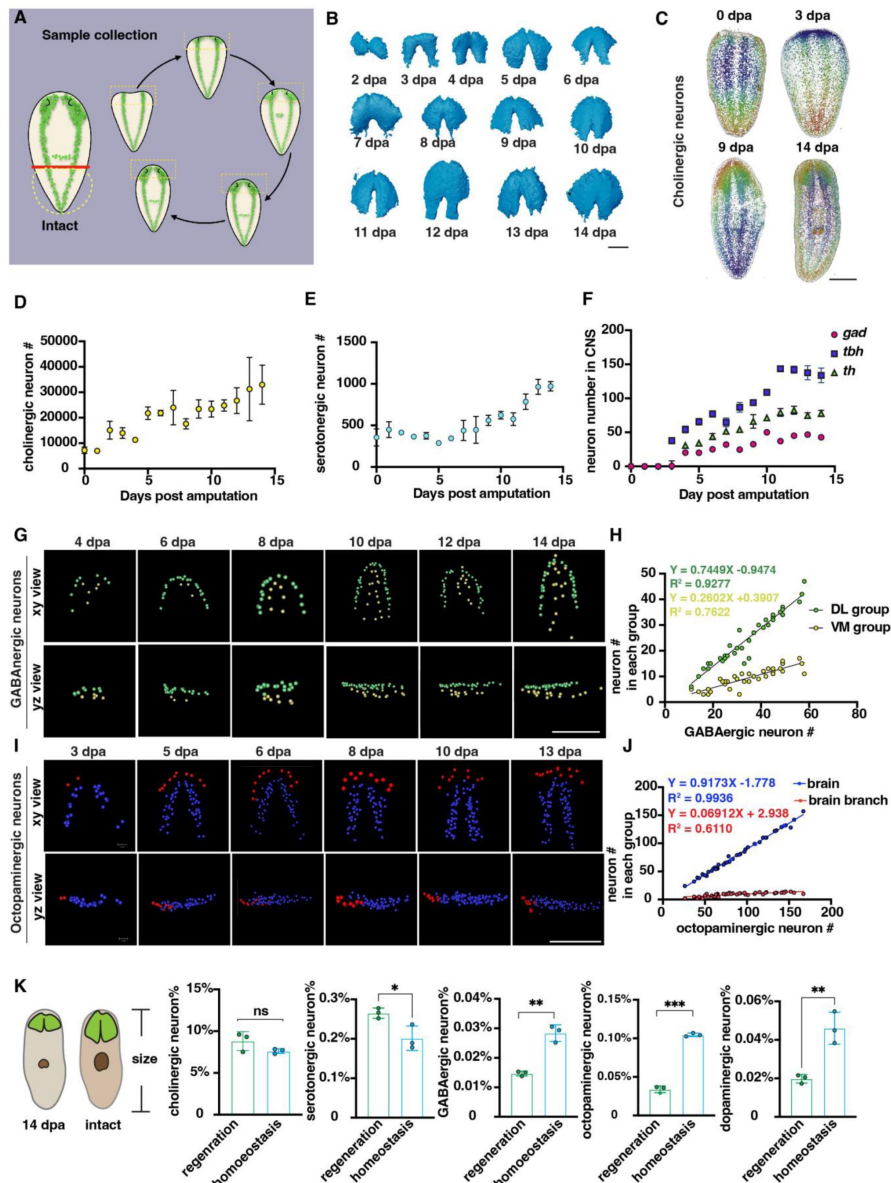 A
Sample collection
Intact
B
2 dpa 3 dpa 4 dpa 5 dpa 6 dpa
7 dpa 8 dpa 9 dpa 10 dpa
11 dpa 12 dpa 13 dpa 14 dpa
C
Cholinergic neurons
0 dpa 3 dpa
9 dpa 14 dpa
D
cholinergic neuron #
50000
40000
30000
20000
10000
0
0 5 10 15
Days post amputation
E
serotonergic neuron #
1500
1000
500
0
0 5 10 15
Days post amputation
F
neuron number in CNS
200
150
100
50
0
0 5 10 15
Day post amputation
gad
tbh
th
G
4 dpa 6 dpa 8 dpa 10 dpa 12 dpa 14 dpa
GABAnergic neurons
xy view
yz view
H
Y = 0.7449X -0.9474
R² = 0.9277
Y = 0.2602X +0.3907
R² = 0.7622
DL group
VM group
neuron #
in each group
50
40
30
20
10
0
0 20 40 60 80
GABAergic neuron #
I
3 dpa 5 dpa 6 dpa 8 dpa 10 dpa 13 dpa
Octopaminergic neurons
xy view
yz view
J
Y = 0.9173X -1.778
R² = 0.9936
Y = 0.06912X + 2.938
R² = 0.6110
brain
brain branch
neuron #
in each group
200
150
100
50
0
0 50 100 150 200
octopaminergic neuron #
K
size
14 dpa intact
cholinergic neuron%
15%
10%
5%
0
ns
regeneration
homoeostasis
serotonergic neuron%
0.3%
0.2%
0.1%
0
*
regeneration
homeostasis
GABAergic neuron%
0.04%
0.03%
0.02%
0.01%
0
**
regeneration
homeostasis
octopaminergic neuron%
0.15%
0.10%
0.05%
0
***
regeneration
homeostasis
dopaminergic neuron%
0.06%
0.04%
0.02%
0
**
regeneration
homeostasis